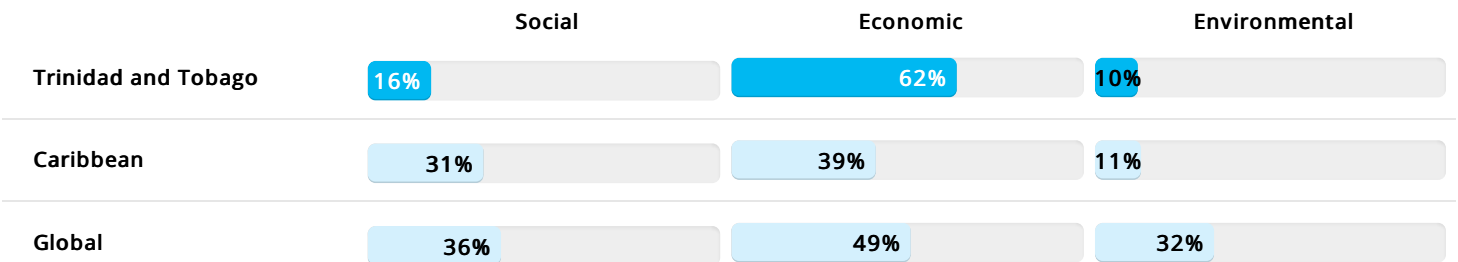 Social Economic Environmental
Trinidad and Tobago 16% 62% 10%
Caribbean 31% 39% 11%
Global 36% 49% 32%